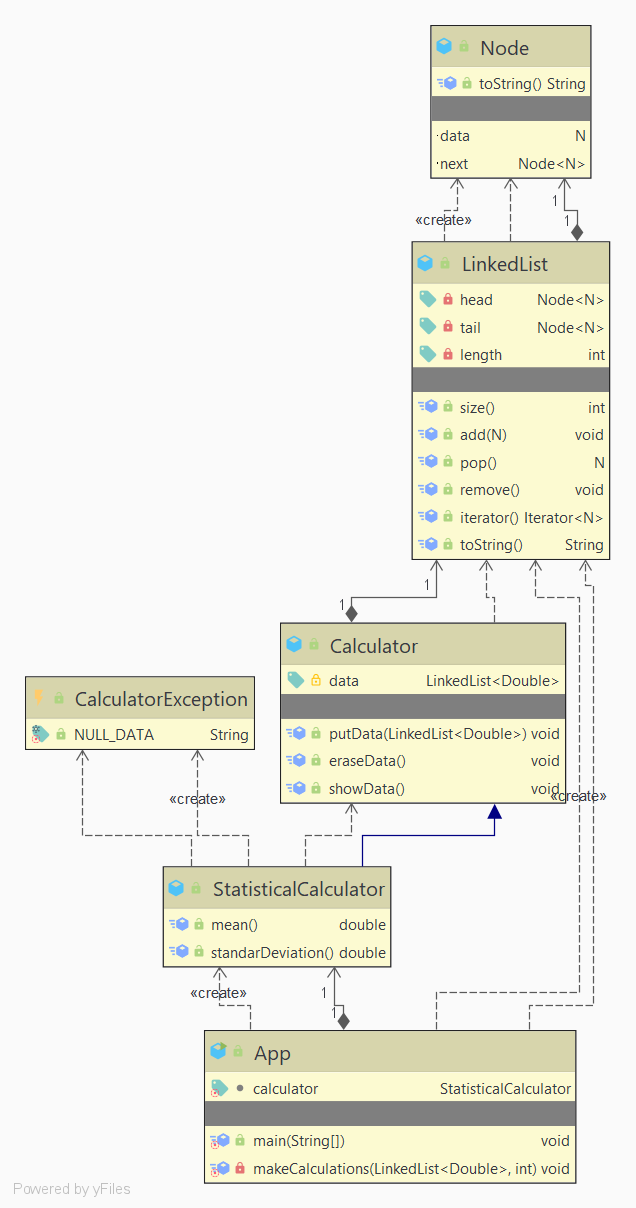 Node
toString() String
data N
next Node<N>
1
«create»
1
LinkedList
head Node<N>
tail Node<N>
length int
size() int
add(N) void
pop() N
remove() void
iterator() Iterator<N>
toString() String
1
1
Calculator
data LinkedList<Double>
putData(LinkedList<Double>) void
eraseData() void
showData() void
CalculatorException
NULL_DATA String
«create»
«create»
StatisticalCalculator
mean() double
standarDeviation() double
«create»
1
1
App
calculator StatisticalCalculator
main(String[]) void
makeCalculations(LinkedList<Double>, int) void
Powered by yFiles